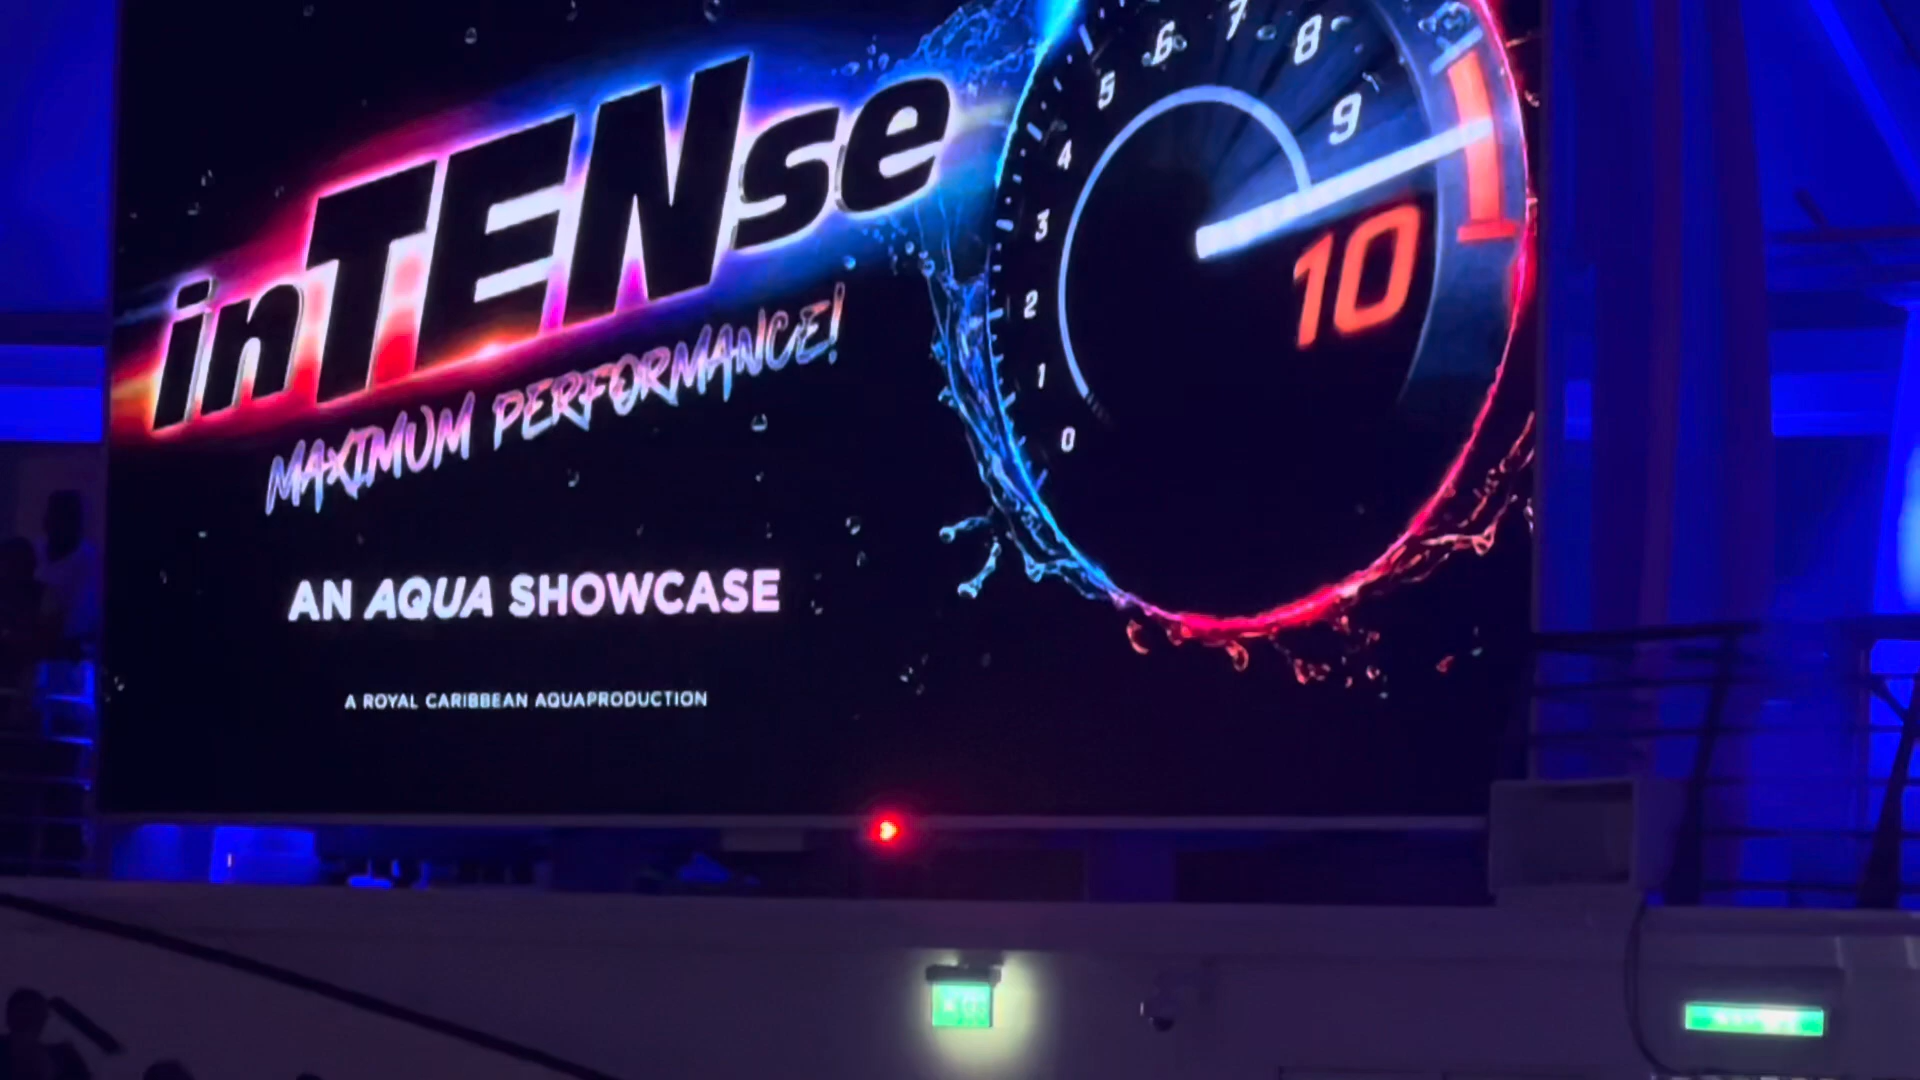 inTENse
MAXIMUM PERFORMANCE!
AN AQUA SHOWCASE
A ROYAL CARIBBEAN AQUAPRODUCTION
0
1
2
3
4
5
6
7
8
9
10